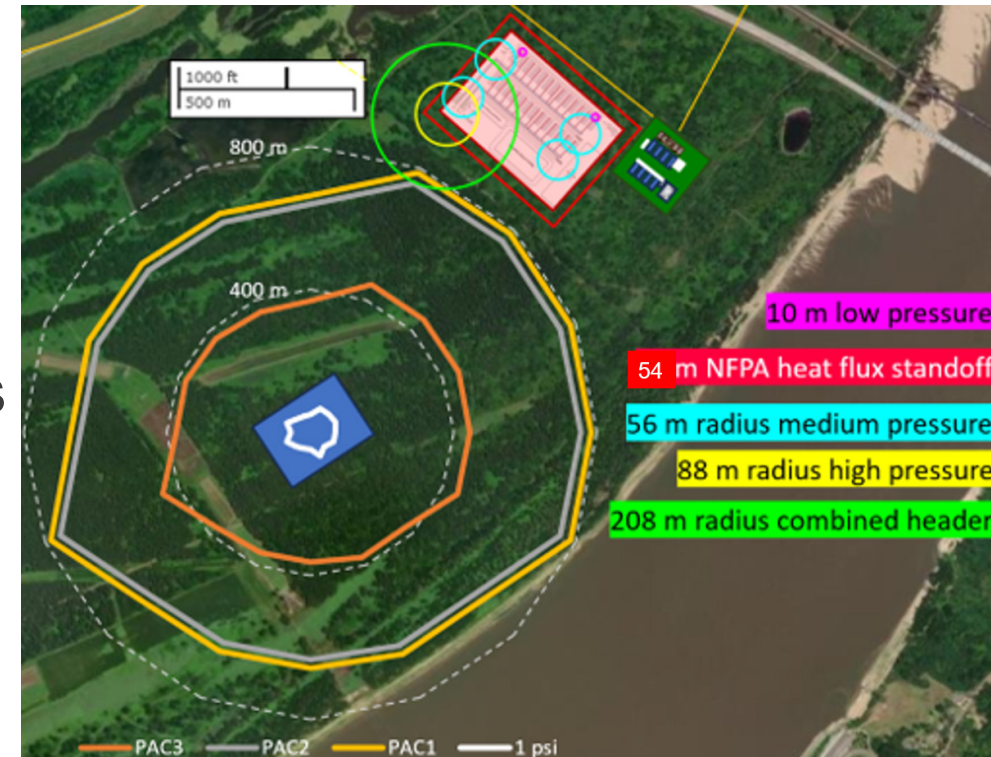 1000 ft
500 m
800 m
400 m
10 m low pressure
54 m NFPA heat flux standoff
56 m radius medium pressure
88 m radius high pressure
208 m radius combined header
s
PAC3
PAC2
PAC1
1 psi